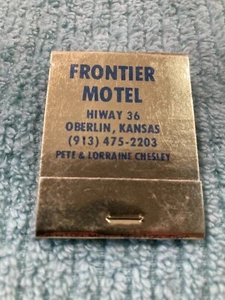 FRONTIER
MOTEL
HIWAY 36
OBERLIN, KANSAS
(913) 475-2203
PETE & LORRAINE CHESLEY